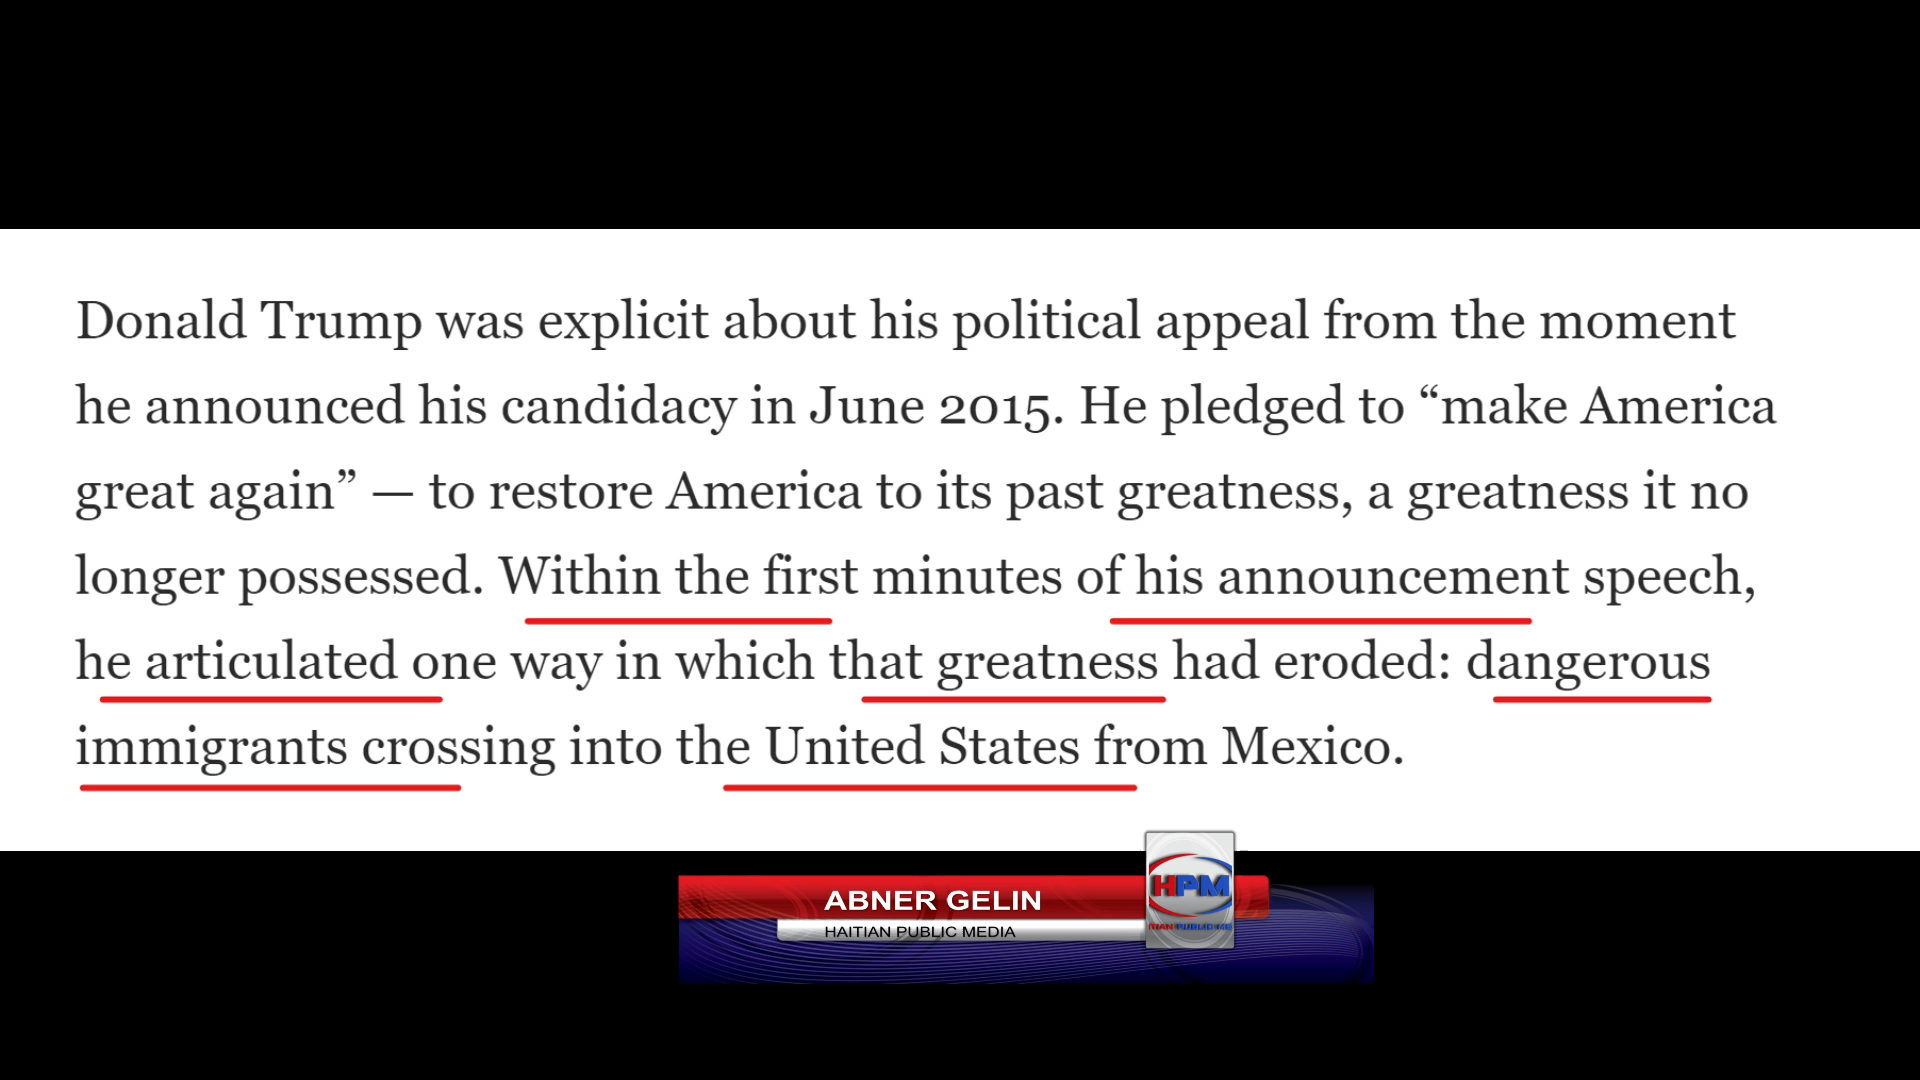 Donald Trump was explicit about his political appeal from the moment
he announced his candidacy in June 2015. He pledged to “make America
great again” — to restore America to its past greatness, a greatness it no
longer possessed. Within the first minutes of his announcement speech,
he articulated one way in which that greatness had eroded: dangerous
immigrants crossing into the United States from Mexico.
ABNER GELIN
HAITIAN PUBLIC MEDIA
HPM